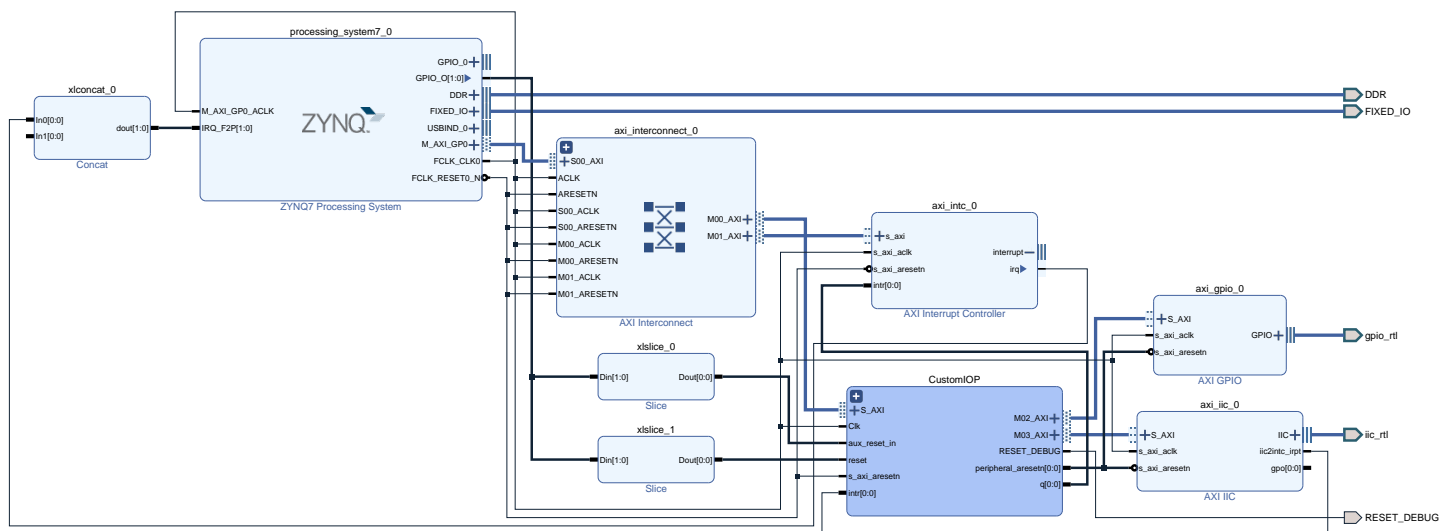 xlconcat_0
In0[0:0]
In1[0:0]
dout[1:0]
Concat
processing_system7_0
M_AXI_GP0_ACLK
IRQ_F2P[1:0]
ZYNQ
GPIO_0
GPIO_O[1:0]
DDR
FIXED_IO
USBIND_0
M_AXI_GP0
FCLK_CLK0
FCLK_RESET0_N
ZYNQ7 Processing System
axi_interconnect_0
S00_AXI
ACLK
ARESETN
S00_ACLK
S00_ARESETN
M00_ACLK
M00_ARESETN
M01_ACLK
M01_ARESETN
M00_AXI
M01_AXI
AXI Interconnect
xlslice_0
Din[1:0]
Dout[0:0]
Slice
xlslice_1
Din[1:0]
Dout[0:0]
Slice
axi_intc_0
s_axi
s_axi_aclk
s_axi_aresetn
intr[0:0]
interrupt
irq
AXI Interrupt Controller
CustomIOP
S_AXI
Clk
aux_reset_in
reset
s_axi_aresetn
intr[0:0]
M02_AXI
M03_AXI
RESET_DEBUG
peripheral_aresetn[0:0]
q[0:0]
axi_gpio_0
S_AXI
s_axi_aclk
s_axi_aresetn
GPIO
AXI GPIO
axi_iic_0
S_AXI
s_axi_aclk
s_axi_aresetn
IIC
iic2intc_irpt
gpo[0:0]
AXI IIC
DDR
FIXED_IO
gpio_rtl
iic_rtl
RESET_DEBUG